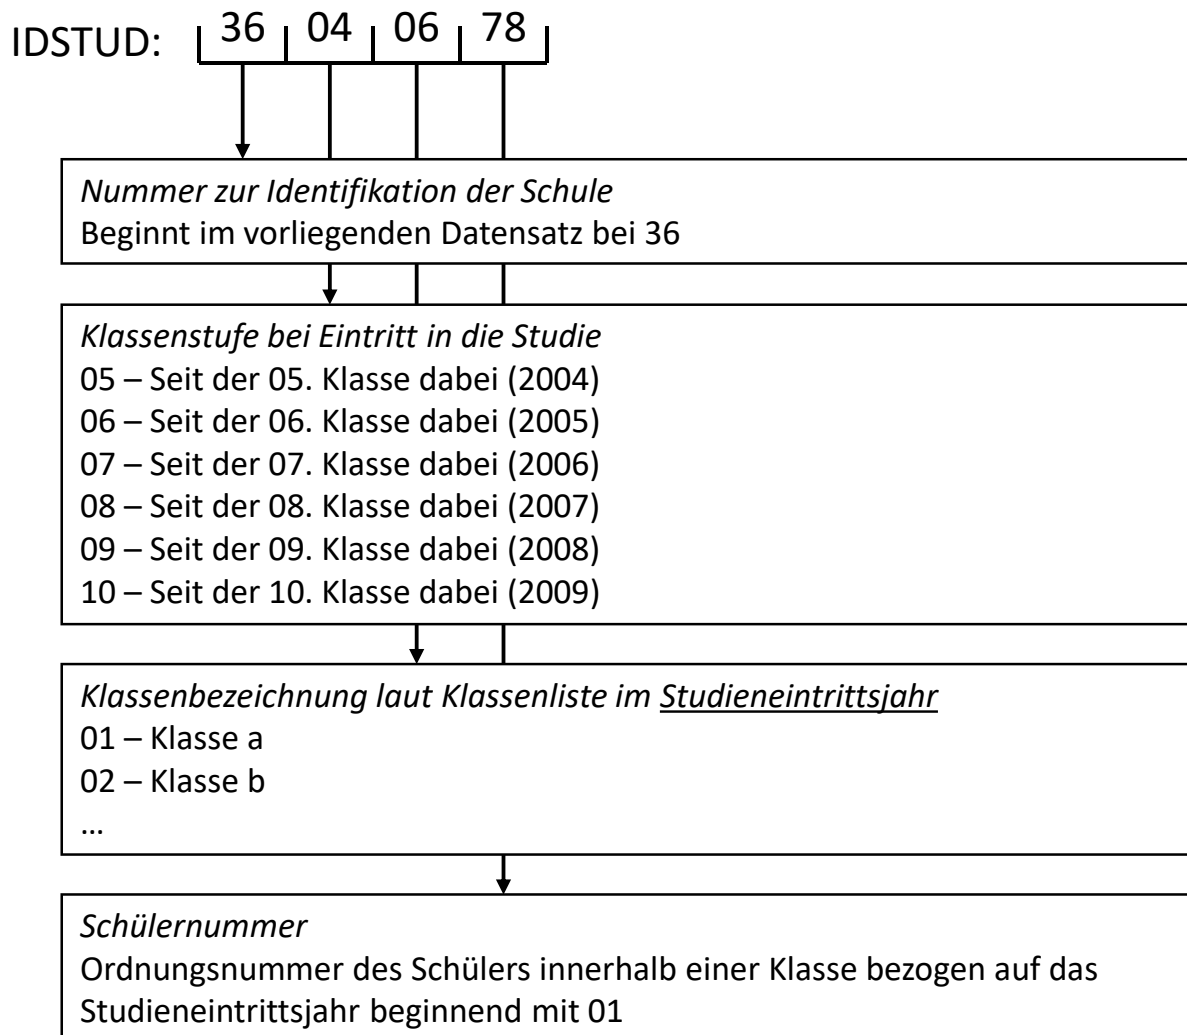 IDSTUD: 36 04 06 78
Nummer zur Identifikation der Schule
Beginnt im vorliegenden Datensatz bei 36
Klassenstufe bei Eintritt in die Studie
05 – Seit der 05. Klasse dabei (2004)
06 – Seit der 06. Klasse dabei (2005)
07 – Seit der 07. Klasse dabei (2006)
08 – Seit der 08. Klasse dabei (2007)
09 – Seit der 09. Klasse dabei (2008)
10 – Seit der 10. Klasse dabei (2009)
Klassenbezeichnung laut Klassenliste im Studieneintrittsjahr
01 – Klasse a
02 – Klasse b
…
Schülernummer
Ordnungsnummer des Schülers innerhalb einer Klasse bezogen auf das
Studieneintrittsjahr beginnend mit 01